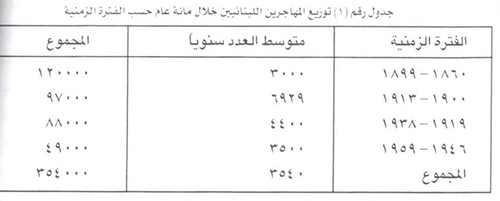 جدول رقم (١) توزيع المهاجرين اللبنانيين خلال مائة عام حسب الفترة الزمنية
الفترة الزمنية متوسط العدد سنوياً المجموع
١٨٦٠–١٨٩٩ ٣٠٠٠ ١٢٠٠٠٠
١٩٠٠–١٩١٣ ٦٩٢٩ ٩٧٠٠٠
١٩١٩–١٩٣٨ ٤٤٠٠ ٨٨٠٠٠
١٩٤٦–١٩٥٩ ٣٥٠٠ ٤٩٠٠٠
المجموع ٣٥٤٠ ٣٥٤٠٠٠